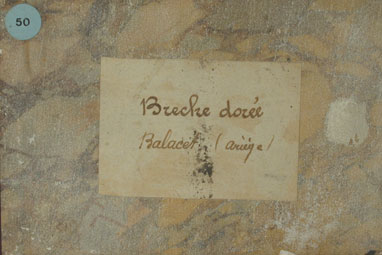 50
Breche dorée
Balacet (ariège)